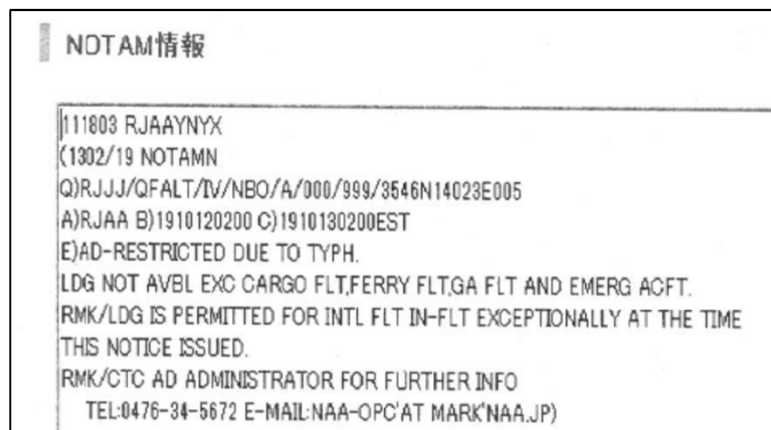 NOTAM情報
111803 RJAAYNYX
(1302/19 NOTAMN
Q)RJJJ/QFALT/IV/NBO/A/000/999/3546N14023E005
A)RJAA B)1910120200 C)1910130200EST
E)AD-RESTRICTED DUE TO TYPH.
LDG NOT AVBL EXC CARGO FLT,FERRY FLT,GA FLT AND EMERG ACFT.
RMK/LDG IS PERMITTED FOR INTL FLT IN-FLT EXCEPTIONALLY AT THE TIME
THIS NOTICE ISSUED.
RMK/CTC AD ADMINISTRATOR FOR FURTHER INFO
TEL:0476-34-5672 E-MAIL:NAA-OPC'AT MARK'NAA.JP)